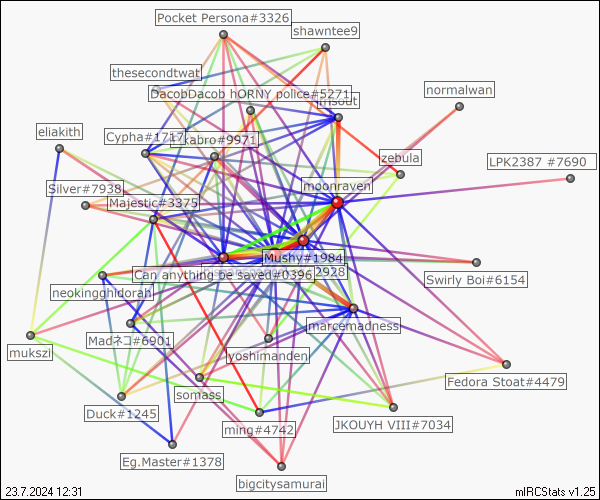 Pocket Persona#3326
shawntee9
thesecondtwat
DacobDacob hORNY police#5271
normalwan
eliakith
Cypha#1717
kabro#9971
zebula
LPK2387 #7690
Silver#7938
moonraven
Majestic#3375
Mushy#1984
Can anything be saved#0396
2928
Swirly Boi#6154
neokingghidorah
marcemadness
Madネコ#6901
mukszi
yoshimanden
Fedora Stoat#4479
somass
Duck#1245
JKOUYH VIII#7034
ming#4742
Eg.Master#1378
bigcitysamurai
23.7.2024 12:31
mIRCStats v1.25